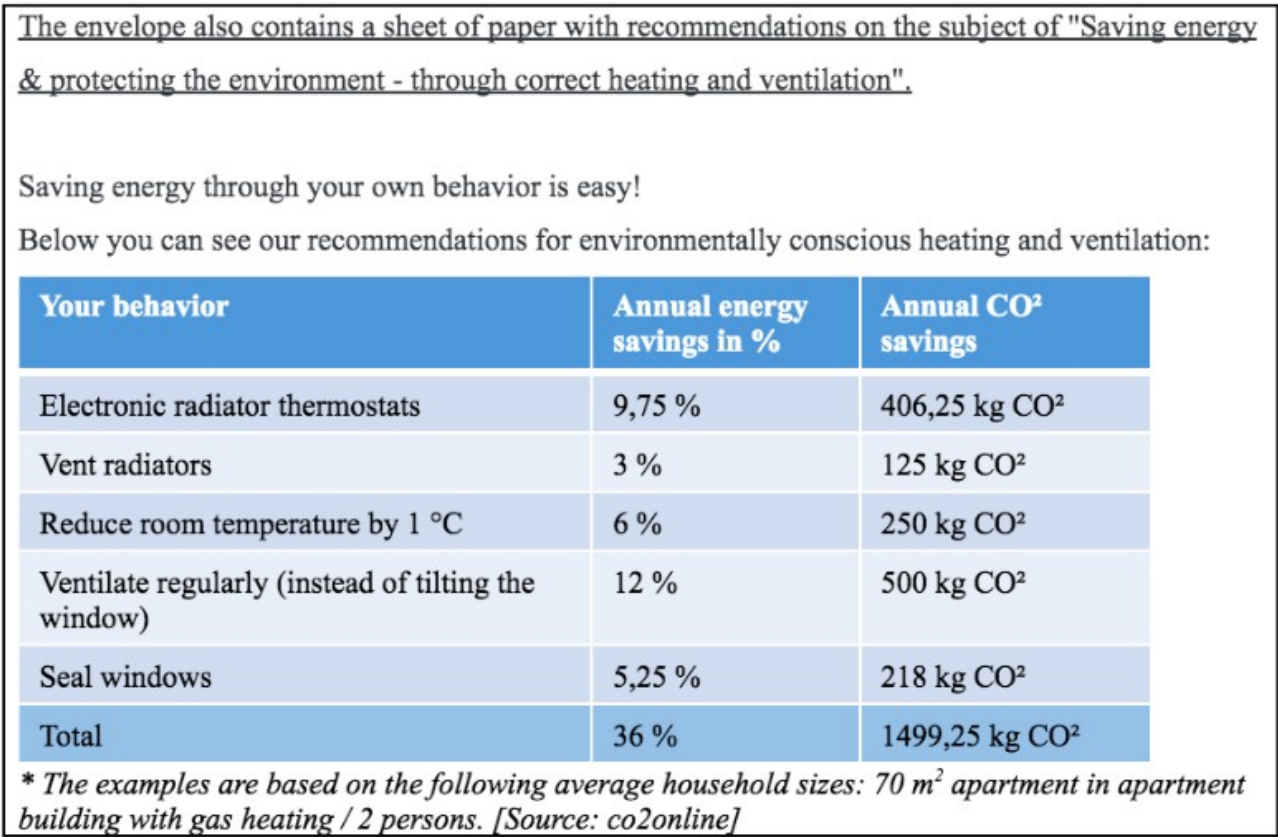 The envelope also contains a sheet of paper with recommendations on the subject of "Saving energy
& protecting the environment - through correct heating and ventilation".
Saving energy through your own behavior is easy!
Below you can see our recommendations for environmentally conscious heating and ventilation:
Your behavior Annual energy savings in % Annual CO² savings
Electronic radiator thermostats 9,75 % 406,25 kg CO²
Vent radiators 3 % 125 kg CO²
Reduce room temperature by 1 °C 6 % 250 kg CO²
Ventilate regularly (instead of tilting the window) 12 % 500 kg CO²
Seal windows 5,25 % 218 kg CO²
Total 36 % 1499,25 kg CO²
* The examples are based on the following average household sizes: 70 m² apartment in apartment
building with gas heating / 2 persons. [Source: co2online]